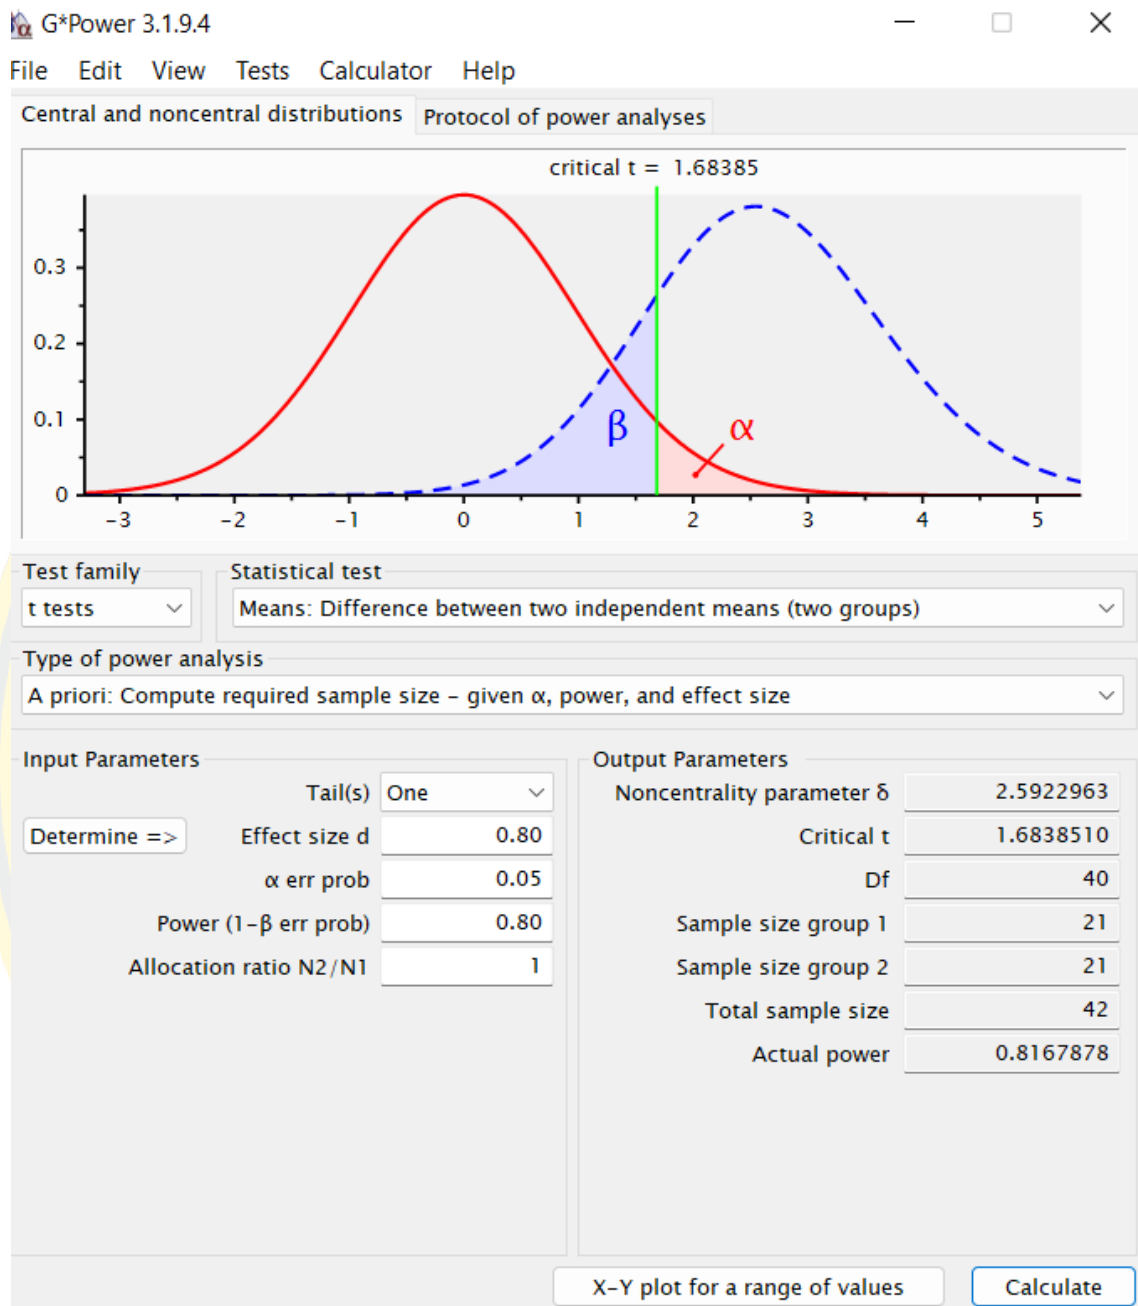 G*Power 3.1.9.4
File Edit View Tests Calculator Help
Central and noncentral distributions Protocol of power analyses
critical t = 1.68385
0.3
0.2
0.1
0
β
α
-3 -2 -1 0 1 2 3 4 5
Test family Statistical test
t tests Means: Difference between two independent means (two groups)
Type of power analysis
A priori: Compute required sample size - given α, power, and effect size
Input Parameters Output Parameters
Tail(s) One Noncentrality parameter δ 2.5922963
Determine => Effect size d 0.80 Critical t 1.6838510
α err prob 0.05 Df 40
Power (1-β err prob) 0.80 Sample size group 1 21
Allocation ratio N2/N1 1 Sample size group 2 21
Total sample size 42
Actual power 0.8167878
X-Y plot for a range of values Calculate